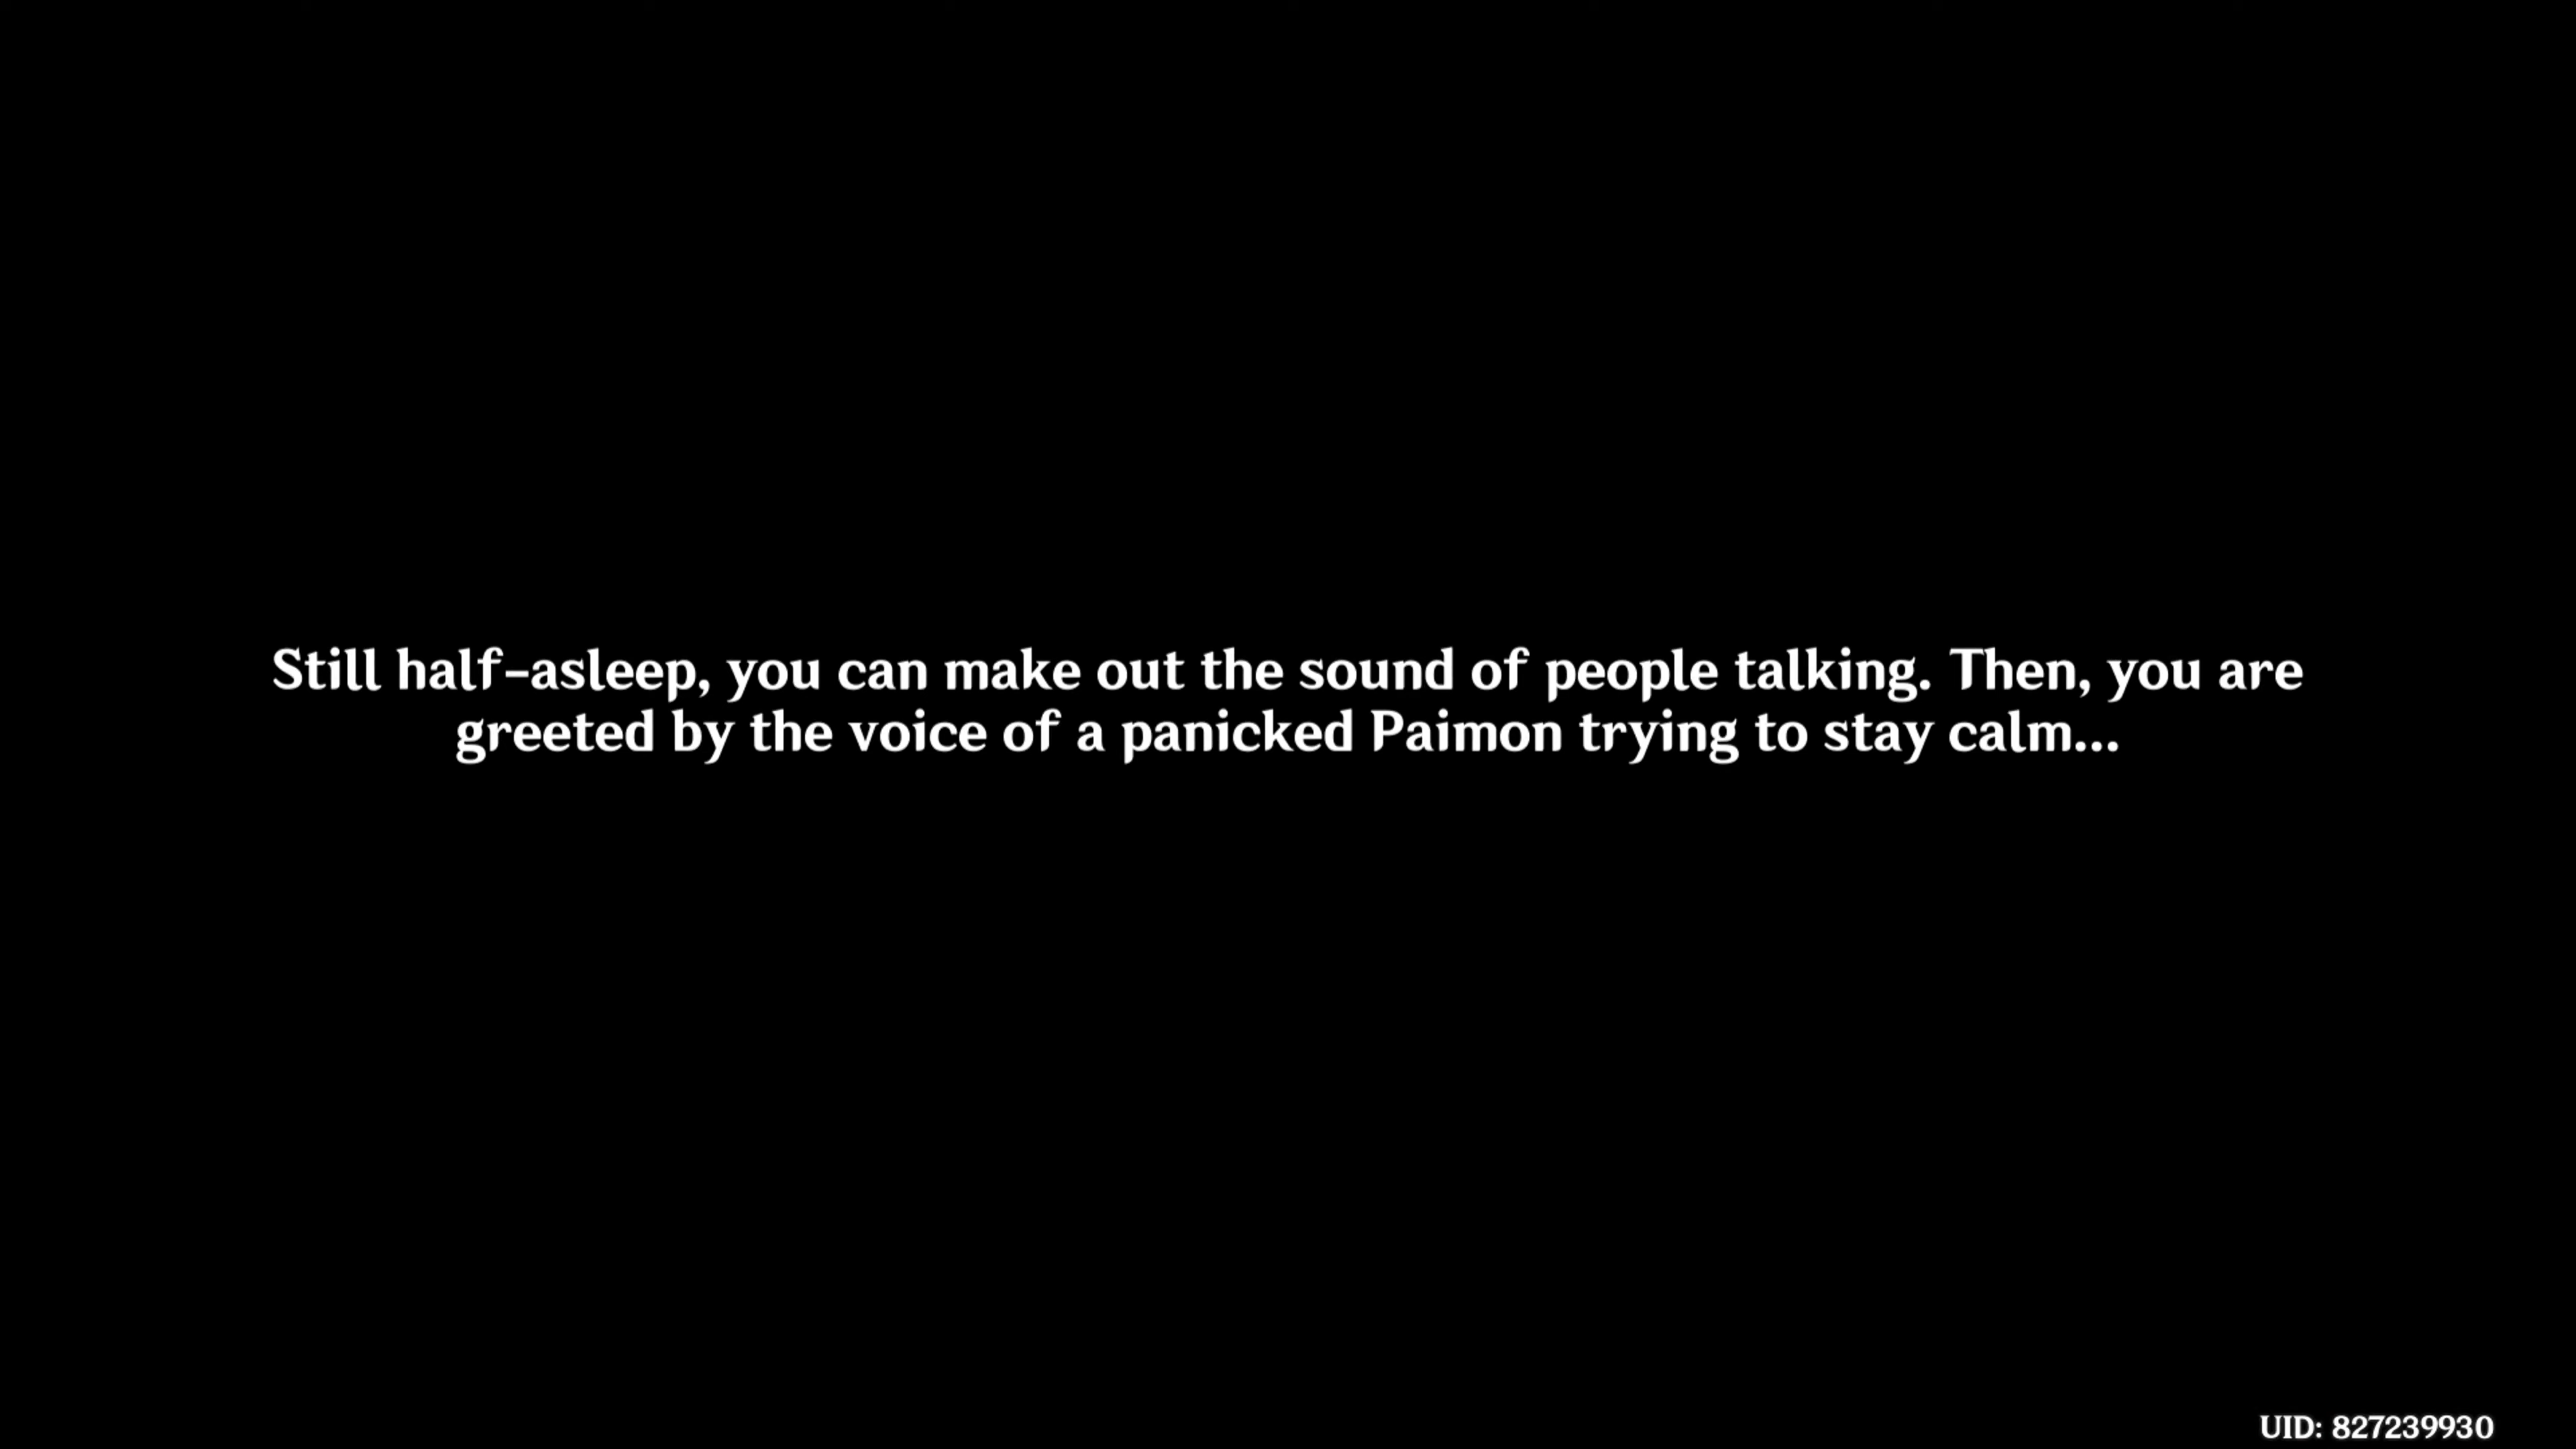 Still half-asleep, you can make out the sound of people talking. Then, you are
greeted by the voice of a panicked Paimon trying to stay calm...
UID: 827239930